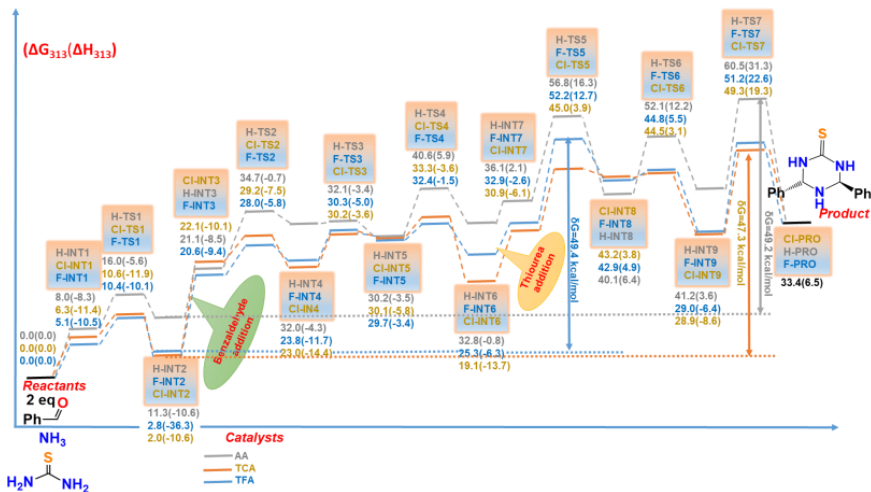 (ΔG313(ΔH313)
H-INT1
Cl-INT1
F-INT1
8.0(-8.3)
6.3(-11.4)
5.1(-10.5)
0.0(0.0)
0.0(0.0)
0.0(0.0)
Reactants
2 eq
Ph
O
NH3
S
H2N
NH2
H-TS1
Cl-TS1
F-TS1
16.0(-5.6)
10.6(-11.9)
10.4(-10.1)
H-INT2
F-INT2
Cl-INT2
11.3(-10.6)
2.8(-36.3)
2.0(-10.6)
Cl-INT3
H-INT3
F-INT3
22.1(-10.1)
21.1(-8.5)
20.6(-9.4)
Benzaldehyde
addition
H-TS2
Cl-TS2
F-TS2
34.7(-0.7)
29.2(-7.5)
28.0(-5.8)
H-INT4
F-INT4
Cl-IN4
32.0(-4.3)
23.8(-11.7)
23.0(-14.4)
H-TS3
F-TS3
Cl-TS3
32.1(-3.4)
30.3(-5.0)
30.2(-3.6)
H-INT5
Cl-INT5
F-INT5
30.2(-3.5)
30.1(-5.8)
29.7(-3.4)
H-TS4
Cl-TS4
F-TS4
40.6(5.9)
33.3(-3.6)
32.4(-1.5)
H-INT6
F-INT6
Cl-INT6
32.8(-0.8)
25.3(-6.3)
19.1(-13.7)
H-INT7
F-INT7
Cl-INT7
36.1(2.1)
32.9(-2.6)
30.9(-6.1)
Thiourea
addition
H-TS5
F-TS5
Cl-TS5
56.8(16.3)
52.2(12.7)
45.0(3.9)
δG=49.4 kcal/mol
Cl-INT8
F-INT8
H-INT8
43.2(3.8)
42.9(4.9)
40.1(6.4)
H-TS6
F-TS6
Cl-TS6
52.1(12.2)
44.8(5.5)
44.5(3.1)
H-INT9
F-INT9
Cl-INT9
41.2(3.6)
29.0(-6.4)
28.9(-8.6)
H-TS7
F-TS7
Cl-TS7
60.5(31.3)
51.2(22.6)
49.3(19.3)
δG=47.3 kcal/mol
δG=49.2 kcal/mol
S
HN
NH
Ph
N
H
Ph
Product
Cl-PRO
H-PRO
F-PRO
33.4(6.5)
Catalysts
AA
TCA
TFA